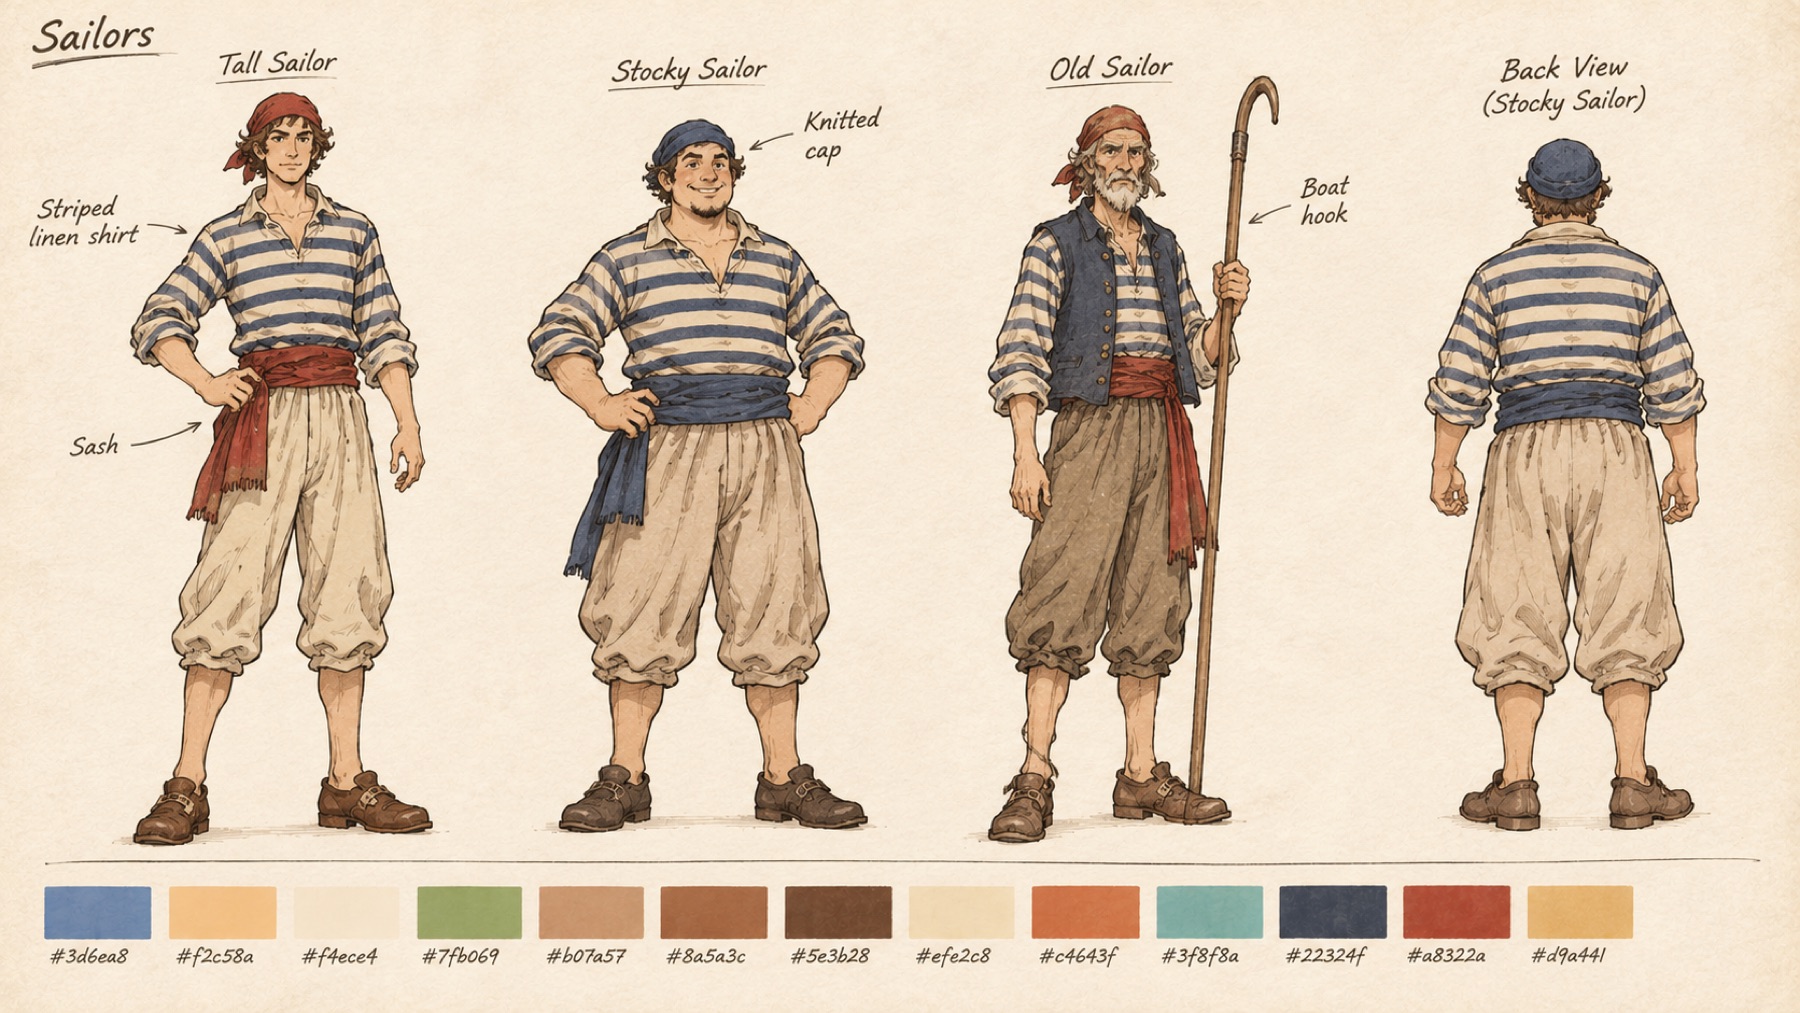 Sailors
Tall Sailor
Stocky Sailor
Old Sailor
Back View
(Stocky Sailor)
Knitted
cap
Striped
linen shirt
Boat
hook
Sash
#3d6ea8
#f2c58a
#f4ece4
#7fb069
#b07a57
#8a5a3c
#5e3b28
#efe2c8
#c4643f
#3f8f8a
#22324f
#a8322a
#d9a441